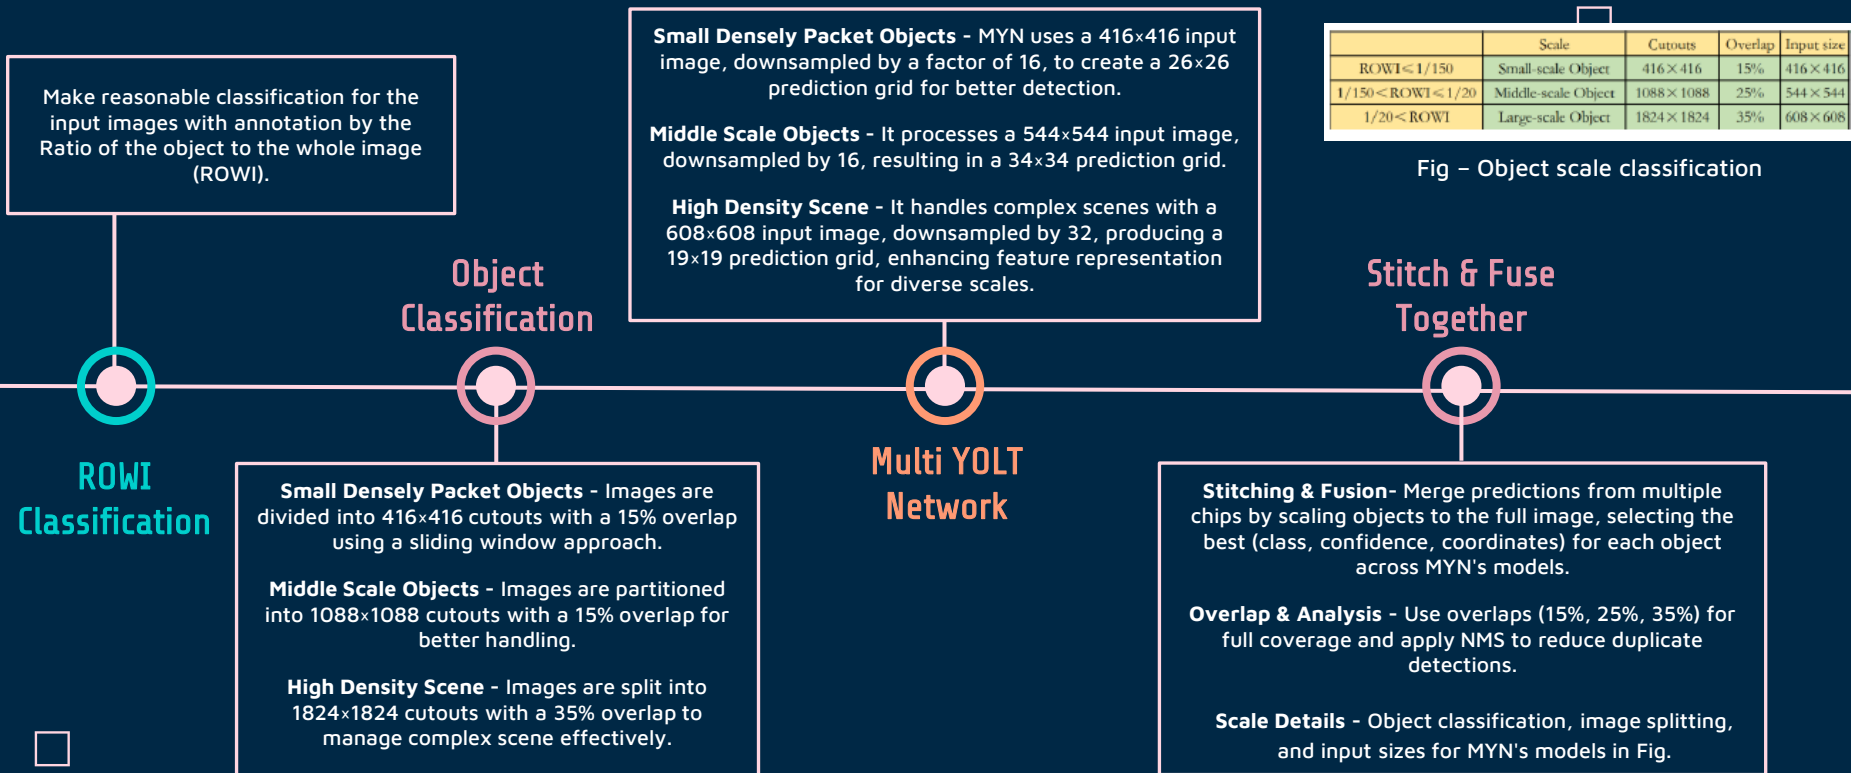 Make reasonable classification for the
input images with annotation by the
Ratio of the object to the whole image
(ROWI).
ROWI
Classification
Object
Classification
Small Densely Packet Objects - Images are
divided into 416×416 cutouts with a 15% overlap
using a sliding window approach.
Middle Scale Objects - Images are partitioned
into 1088×1088 cutouts with a 15% overlap for
better handling.
High Density Scene - Images are split into
1824×1824 cutouts with a 35% overlap to
manage complex scene effectively.
Small Densely Packet Objects - MYN uses a 416×416 input
image, downsampled by a factor of 16, to create a 26×26
prediction grid for better detection.
Middle Scale Objects - It processes a 544×544 input image,
downsampled by 16, resulting in a 34×34 prediction grid.
High Density Scene - It handles complex scenes with a
608×608 input image, downsampled by 32, producing a
19×19 prediction grid, enhancing feature representation
for diverse scales.
Multi YOLT
Network
Scale Cutouts Overlap Input size
ROWI≤1/150 Small-scale Object 416×416 15% 416×416
1/150<ROWI≤1/20 Middle-scale Object 1088×1088 25% 544×544
1/20<ROWI Large-scale Object 1824×1824 35% 608×608
Fig – Object scale classification
Stitch & Fuse
Together
Stitching & Fusion- Merge predictions from multiple
chips by scaling objects to the full image, selecting the
best (class, confidence, coordinates) for each object
across MYN's models.
Overlap & Analysis - Use overlaps (15%, 25%, 35%) for
full coverage and apply NMS to reduce duplicate
detections.
Scale Details - Object classification, image splitting,
and input sizes for MYN's models in Fig.